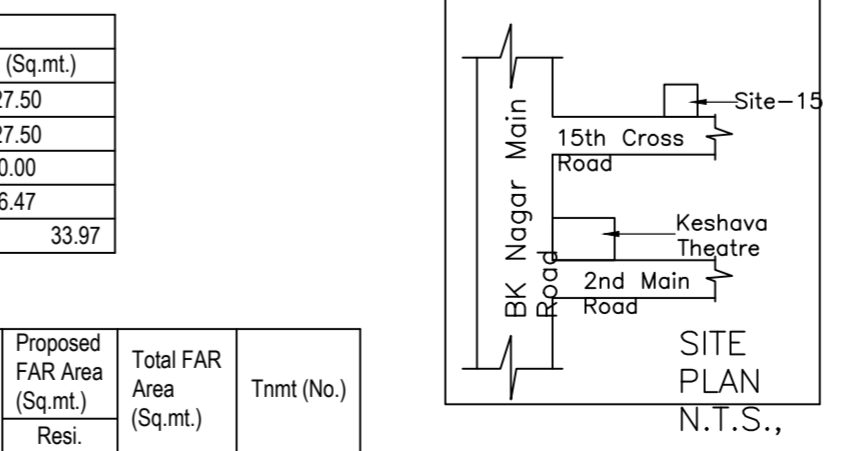 (Sq.mt.)
27.50
27.50
0.00
6.47
33.97
Proposed
FAR Area
(Sq.mt.)
Resi.
Total FAR
Area
(Sq.mt.)
Tnmt (No.)
BK Nagar Main
Road
Site-15
15th Cross
Road
Keshava
Theatre
2nd Main
Road
SITE
PLAN
N.T.S.,